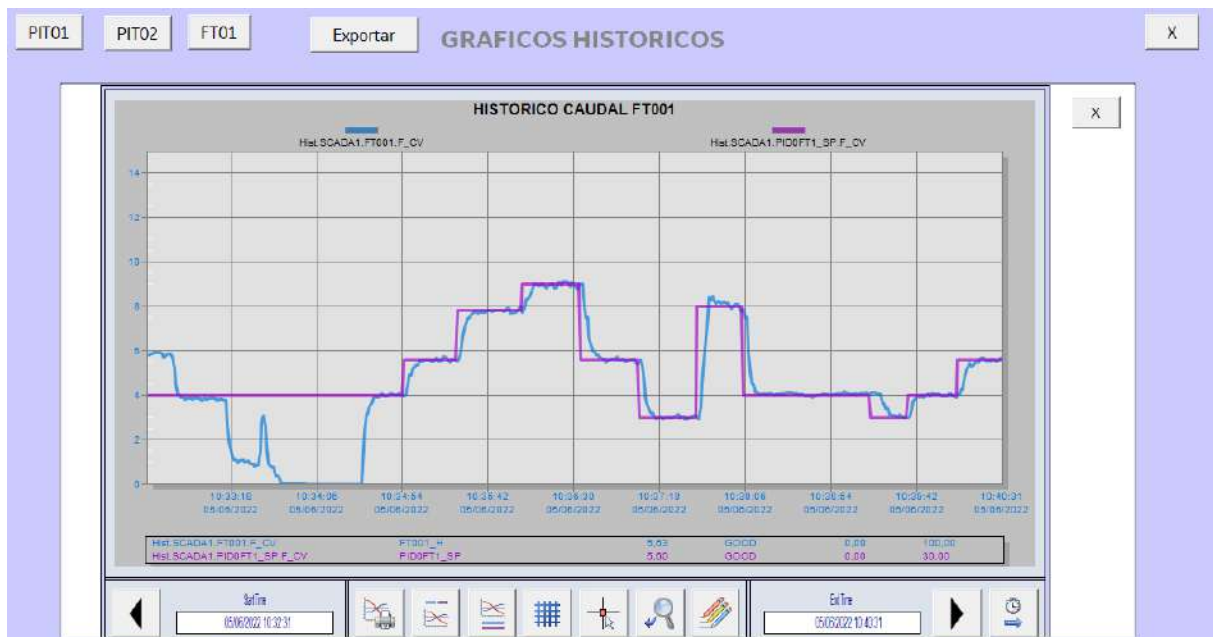 PIT01 PIT02 FT01 Exportar GRAFICOS HISTORICOS X
X
HISTORICO CAUDAL FT001
Hist.SCADA1.FT001.F_CV Hist.SCADA1.PID0FT1_SP.F_CV
14
12
10
8
6
4
2
0
10:33:18 10:34:06 10:34:54 10:35:42 10:36:30 10:37:18 10:38:06 10:38:54 10:39:42 10:40:31
05/06/2022 05/06/2022 05/06/2022 05/06/2022 05/06/2022 05/06/2022 05/06/2022 05/06/2022 05/06/2022 05/06/2022
Hist.SCADA1.FT001.F_CV FT001_H 5,63 GOOD 0,00 100,00
Hist.SCADA1.PID0FT1_SP.F_CV PID0FT1_SP 5,60 GOOD 0,00 30,00
Start Time End Time
05/06/2022 10:32:31 05/06/2022 10:40:31